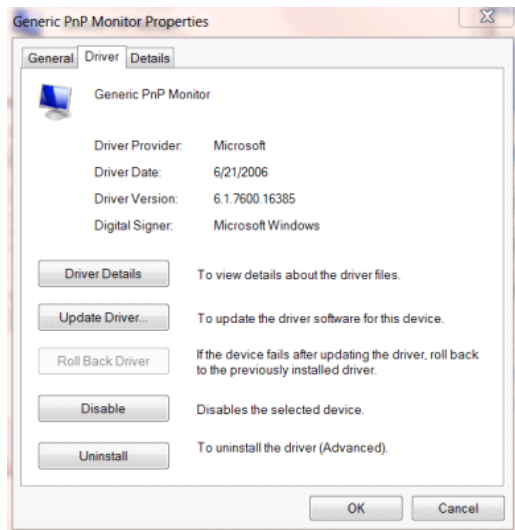 Generic PnP Monitor Properties
General Driver Details
Generic PnP Monitor
Driver Provider: Microsoft
Driver Date: 6/21/2006
Driver Version: 6.1.7600.16385
Digital Signer: Microsoft Windows
Driver Details To view details about the driver files.
Update Driver... To update the driver software for this device.
Roll Back Driver If the device fails after updating the driver, roll back
to the previously installed driver.
Disable Disables the selected device.
Uninstall To uninstall the driver (Advanced).
OK Cancel